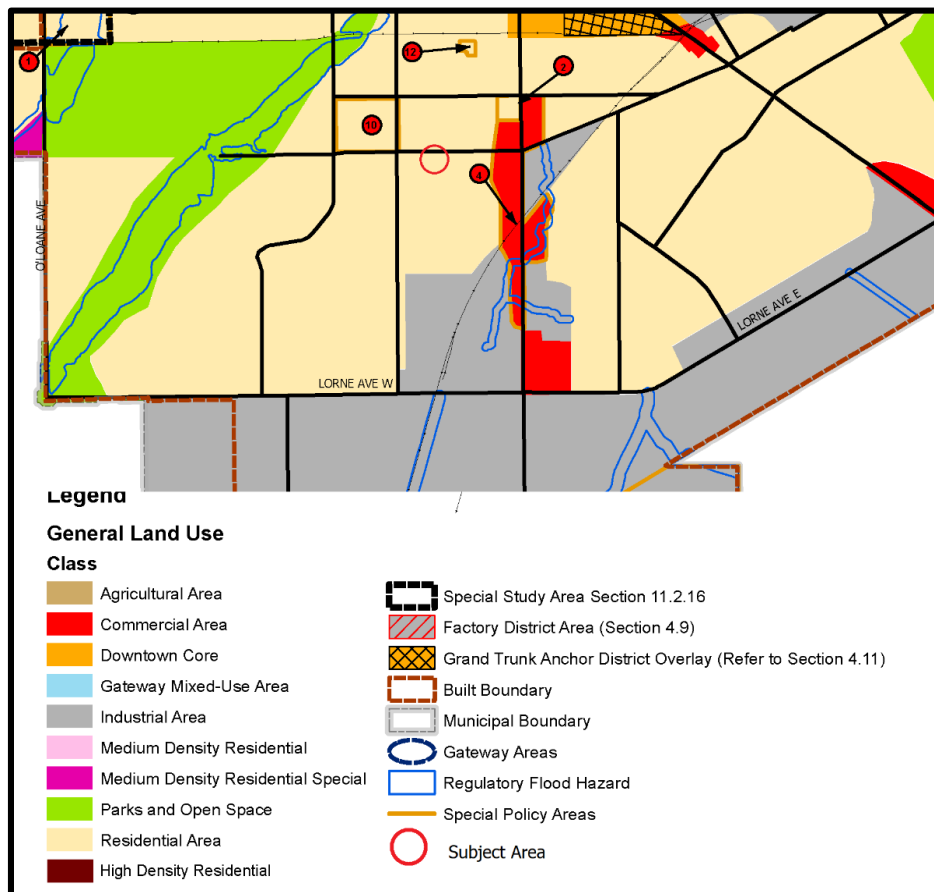 12
1
2
10
4
O'LOANE AVE
LORNE AVE E
LORNE AVE W
Legend
General Land Use
Class
Agricultural Area
Commercial Area
Downtown Core
Gateway Mixed-Use Area
Industrial Area
Medium Density Residential
Medium Density Residential Special
Parks and Open Space
Residential Area
High Density Residential
Special Study Area Section 11.2.16
Factory District Area (Section 4.9)
Grand Trunk Anchor District Overlay (Refer to Section 4.11)
Built Boundary
Municipal Boundary
Gateway Areas
Regulatory Flood Hazard
Special Policy Areas
Subject Area